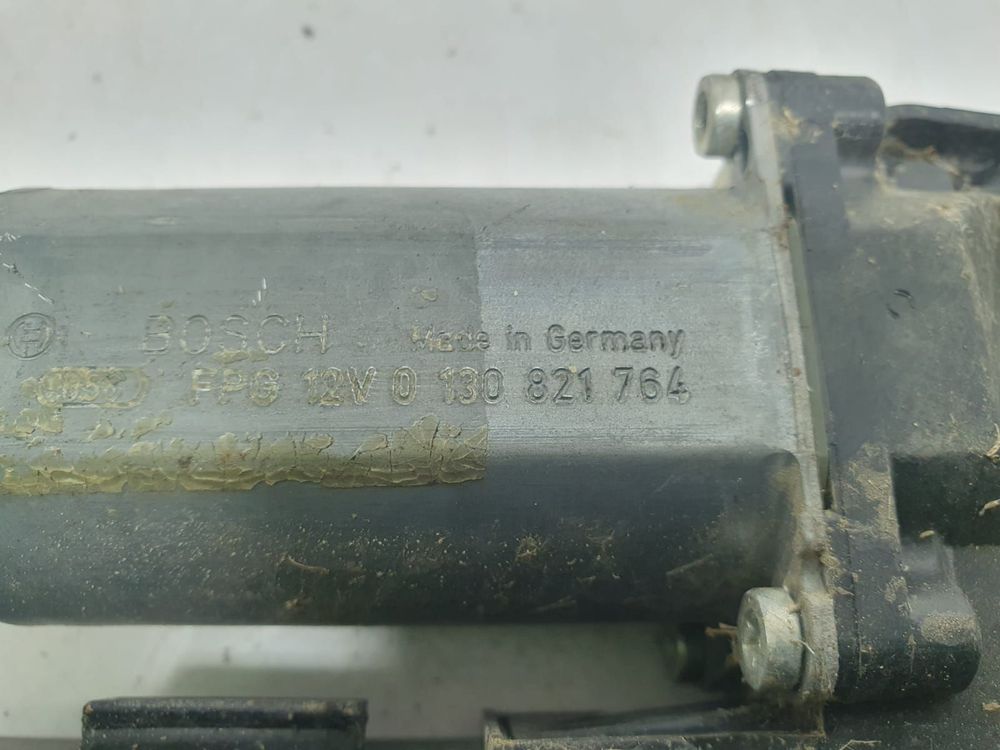 BOSCH Made in Germany
FPG 12V 0 130 821 764